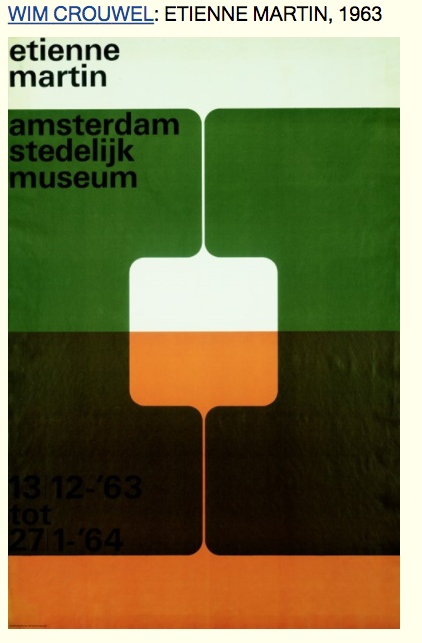 WIM CROUWEL: ETIENNE MARTIN, 1963
etienne
martin
amsterdam
stedelijk
museum
13 12-'63
tot
27 1-'64